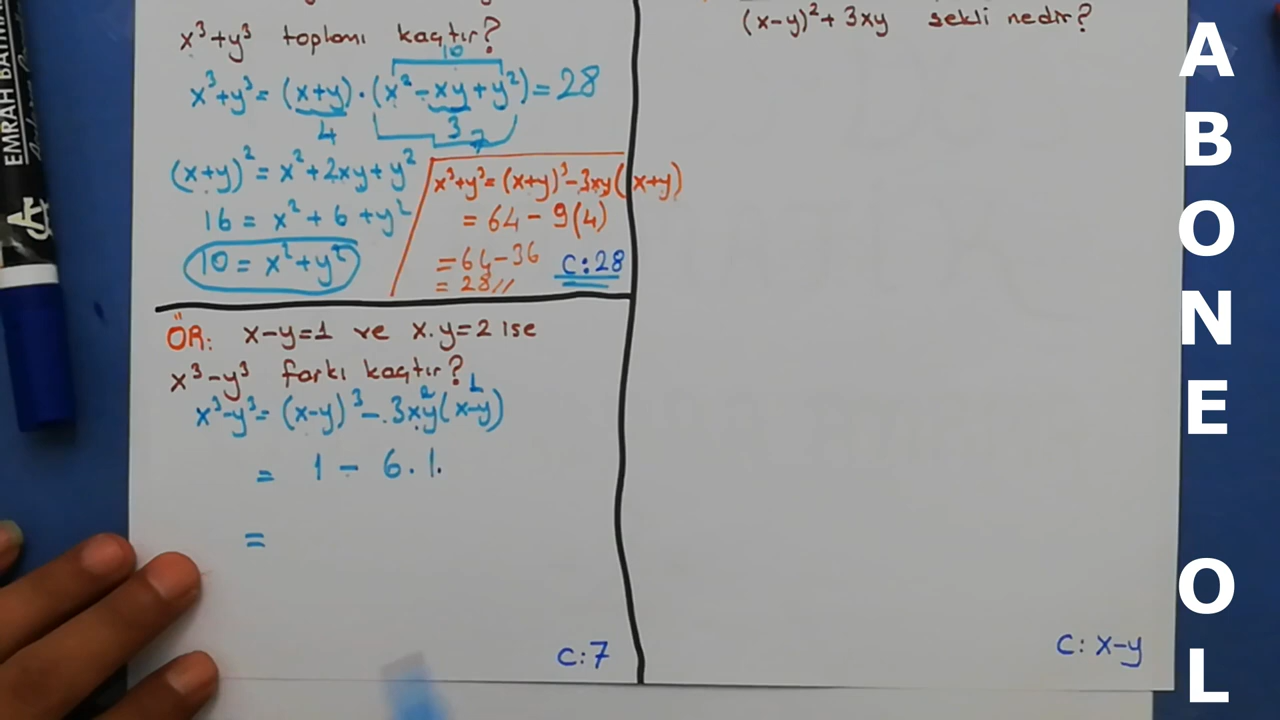 x³+y³ toplamı kaçtır?
10
x³+y³= (x+y).(x²-xy+y²)=28
4
3
7
(x+y)²= x²+2xy+y²
16 = x²+6+y²
10 = x²+y²
x³+y³= (x+y)³-3xy(x+y)
= 64 - 9(4)
= 64-36
= 28//
C:28
ÖR: x-y=1 ve x.y=2 ise
x³-y³ farkı kaçtır?
2 1
x³-y³= (x-y)³-.3xy(x-y)
= 1 - 6.1.
=
C:7
(x-y)²+3xy şekli nedir?
C: x-y
EMRAH
ABONE OL